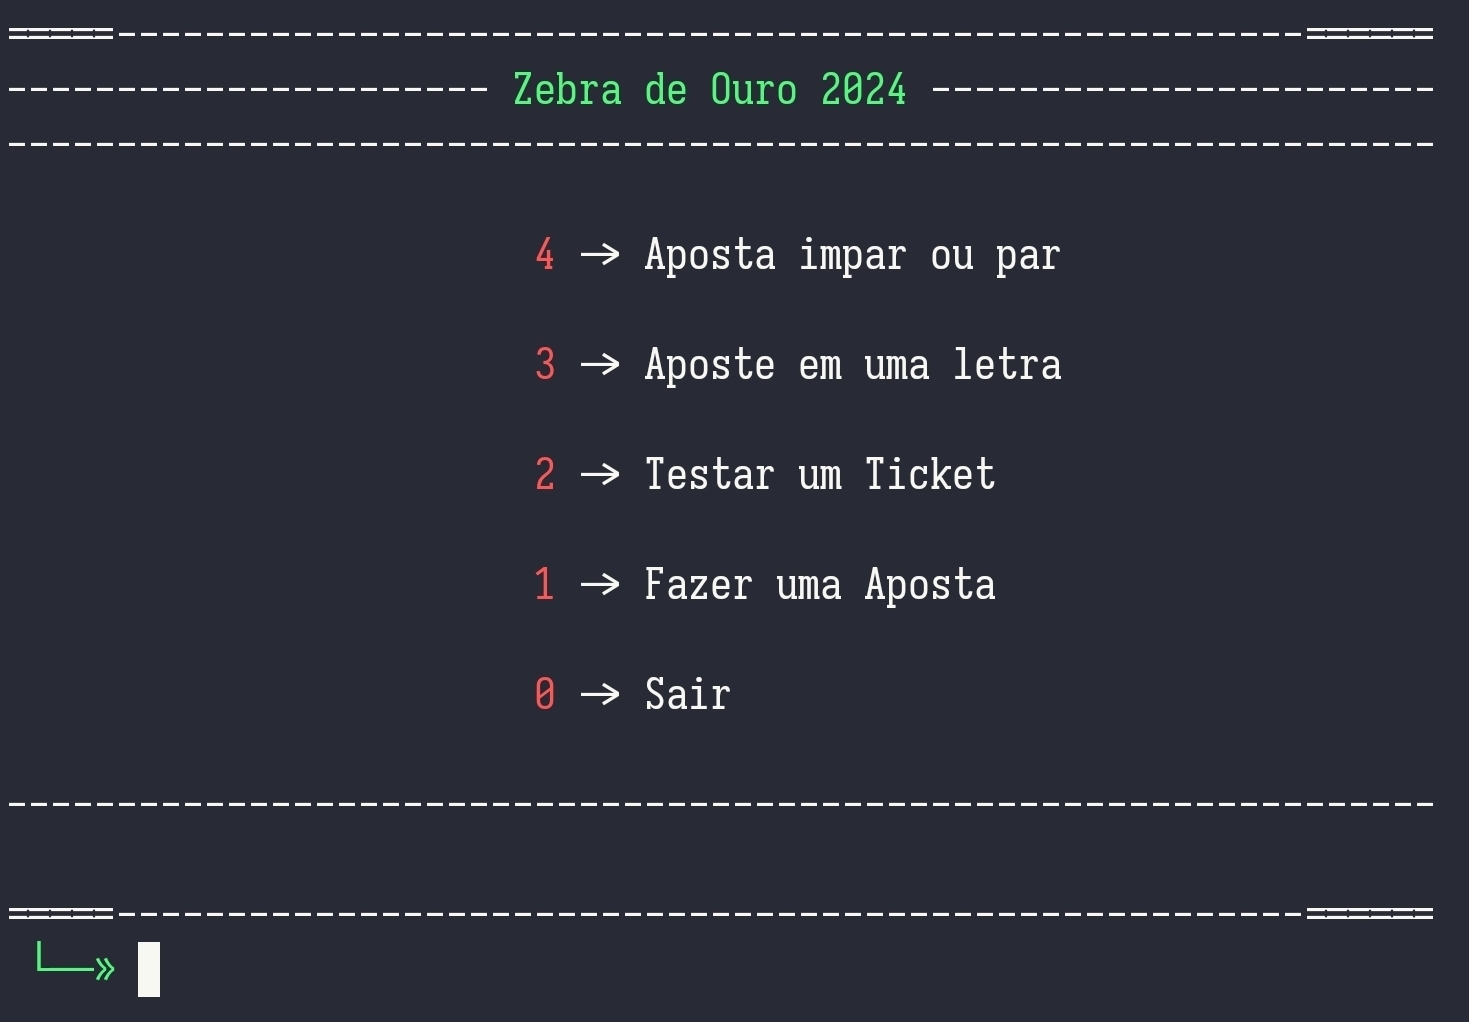 =====------------------------------------------------------======
---------------------- Zebra de Ouro 2024 -----------------------
-----------------------------------------------------------------
4 -> Aposta impar ou par
3 -> Aposte em uma letra
2 -> Testar um Ticket
1 -> Fazer uma Aposta
0 -> Sair
-----------------------------------------------------------------
=====------------------------------------------------------======
└──»